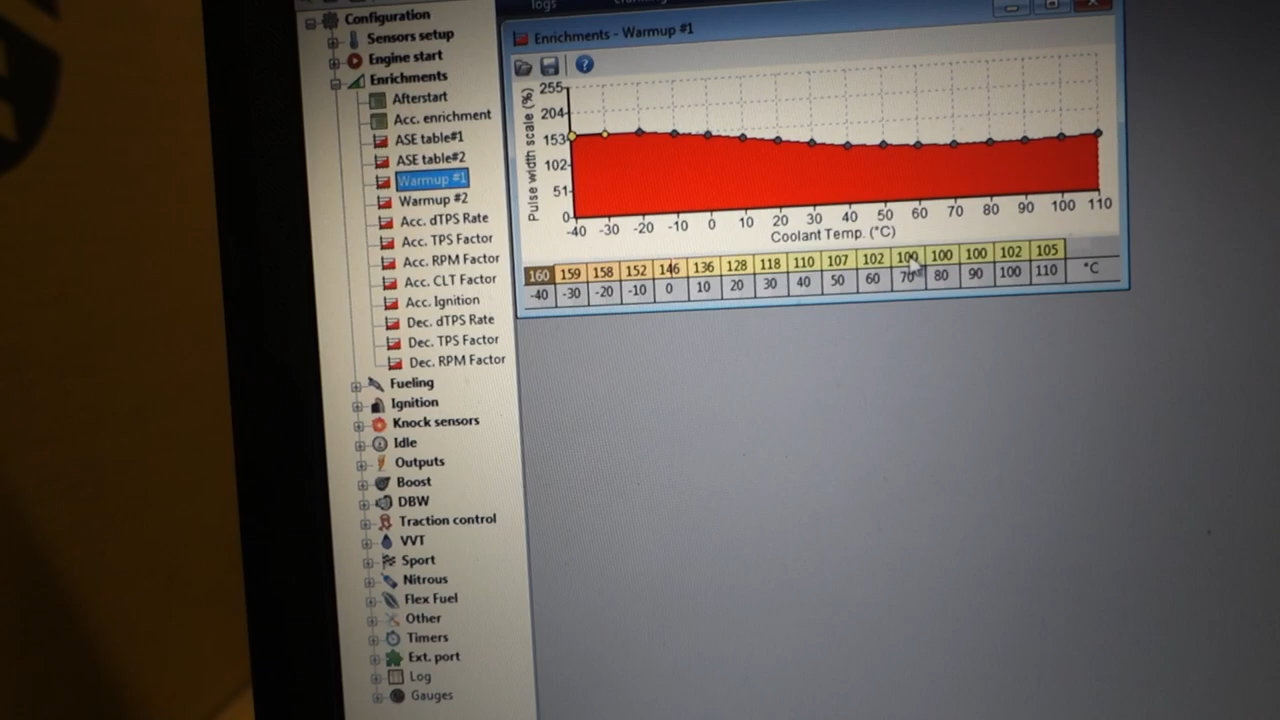 logs
Configuration
Sensors setup
Engine start
Enrichments
Afterstart
Acc. enrichment
ASE table#1
ASE table#2
Warmup #1
Warmup #2
Acc. dTPS Rate
Acc. TPS Factor
Acc. RPM Factor
Acc. CLT Factor
Acc. Ignition
Dec. dTPS Rate
Dec. TPS Factor
Dec. RPM Factor
Fueling
Ignition
Knock sensors
Idle
Outputs
Boost
DBW
Traction control
VVT
Sport
Nitrous
Flex Fuel
Other
Timers
Ext. port
Log
Gauges
Enrichments - Warmup #1
Pulse width scale (%)
255
204
153
102
51
0
-40 -30 -20 -10 0 10 20 30 40 50 60 70 80 90 100 110
Coolant Temp. (°C)
160 159 158 152 146 136 128 118 110 107 102 100 100 100 102 105
-40 -30 -20 -10 0 10 20 30 40 50 60 70 80 90 100 110 °C